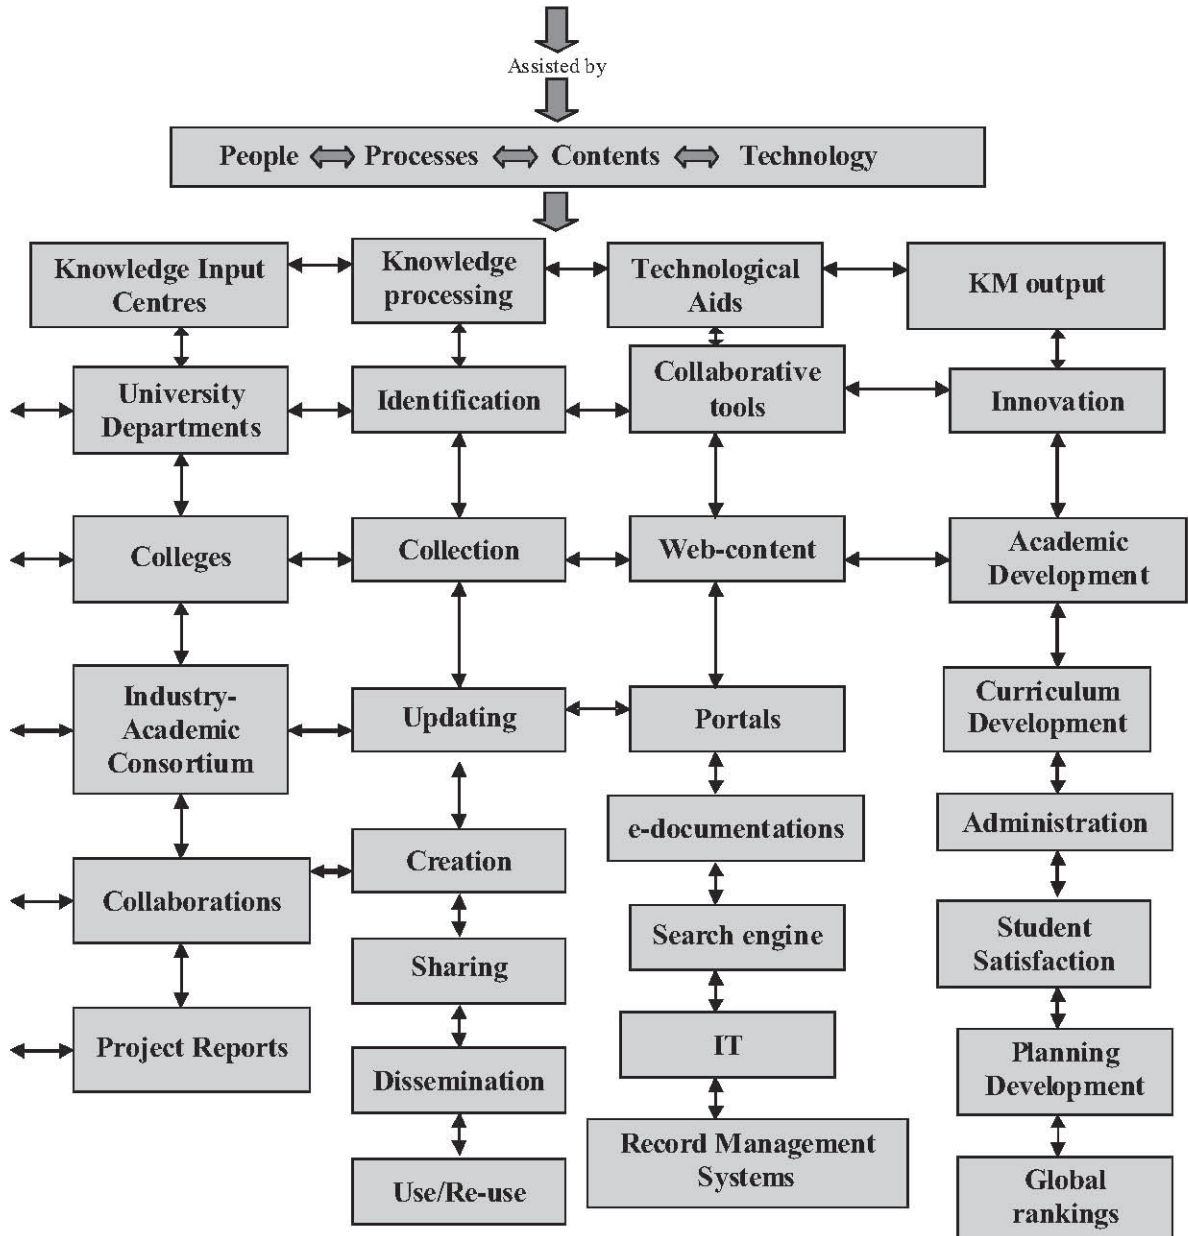 Assisted by
People Processes Contents Technology
Knowledge Input
Centres
Knowledge
processing
Technological
Aids
KM output
University
Departments
Identification
Collaborative
tools
Innovation
Colleges
Collection
Web-content
Academic
Development
Industry-
Academic
Consortium
Updating
Portals
Curriculum
Development
Collaborations
Creation
e-documentations
Administration
Sharing
Search engine
Student
Satisfaction
Project Reports
Dissemination
IT
Planning
Development
Use/Re-use
Record Management
Systems
Global
rankings